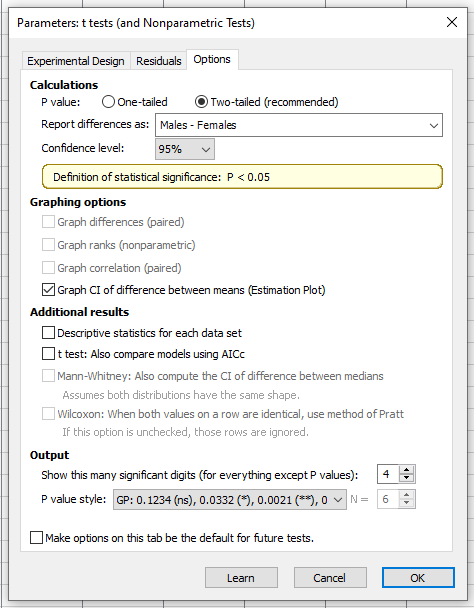 Parameters: t tests (and Nonparametric Tests)
Experimental Design Residuals Options
Calculations
P value: One-tailed Two-tailed (recommended)
Report differences as: Males - Females
Confidence level: 95%
Definition of statistical significance: P < 0.05
Graphing options
Graph differences (paired)
Graph ranks (nonparametric)
Graph correlation (paired)
Graph CI of difference between means (Estimation Plot)
Additional results
Descriptive statistics for each data set
t test: Also compare models using AICc
Mann-Whitney: Also compute the CI of difference between medians
Assumes both distributions have the same shape.
Wilcoxon: When both values on a row are identical, use method of Pratt
If this option is unchecked, those rows are ignored.
Output
Show this many significant digits (for everything except P values): 4
P value style: GP: 0.1234 (ns), 0.0332 (*), 0.0021 (**), 0 N = 6
Make options on this tab be the default for future tests.
Learn Cancel OK